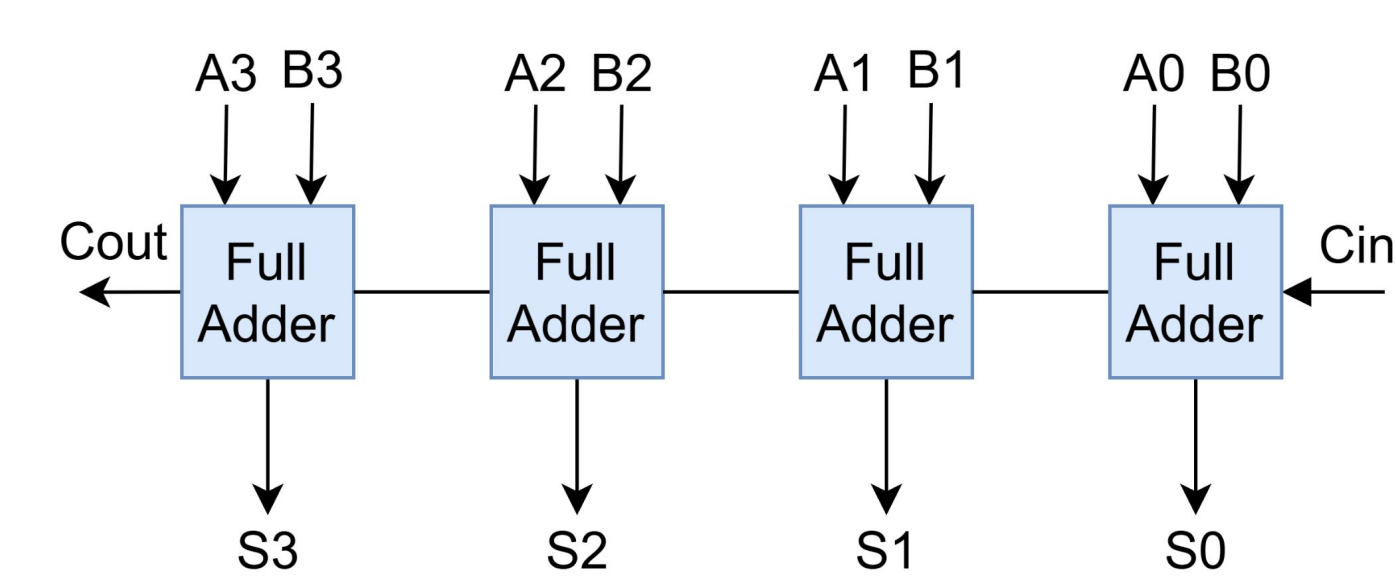 A3 B3 A2 B2 A1 B1 A0 B0
Cout Full Adder Full Adder Full Adder Full Adder Cin
S3 S2 S1 S0